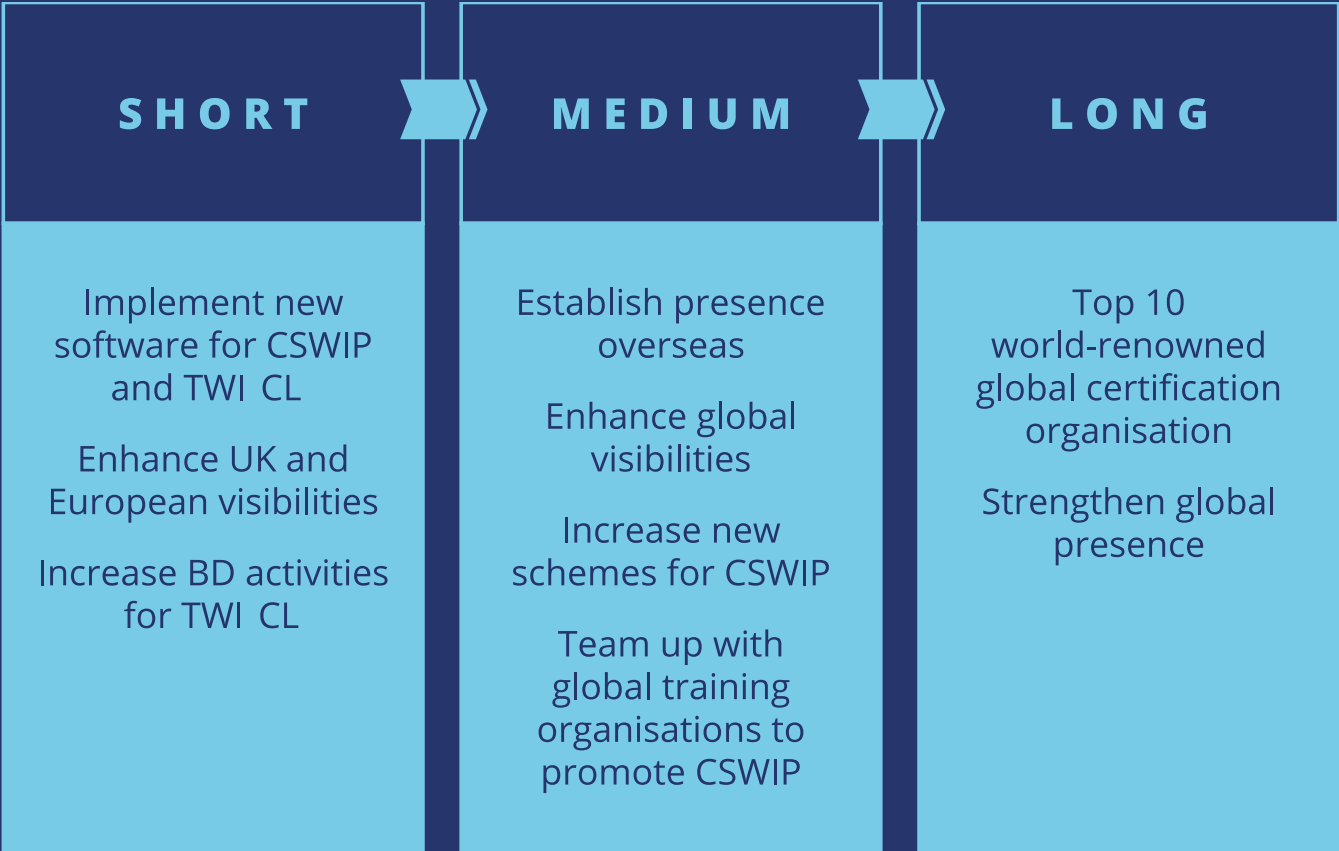 SHORT
Implement new
software for CSWIP
and TWI CL
Enhance UK and
European visibilities
Increase BD activities
for TWI CL
MEDIUM
Establish presence
overseas
Enhance global
visibilities
Increase new
schemes for CSWIP
Team up with
global training
organisations to
promote CSWIP
LONG
Top 10
world-renowned
global certification
organisation
Strengthen global
presence